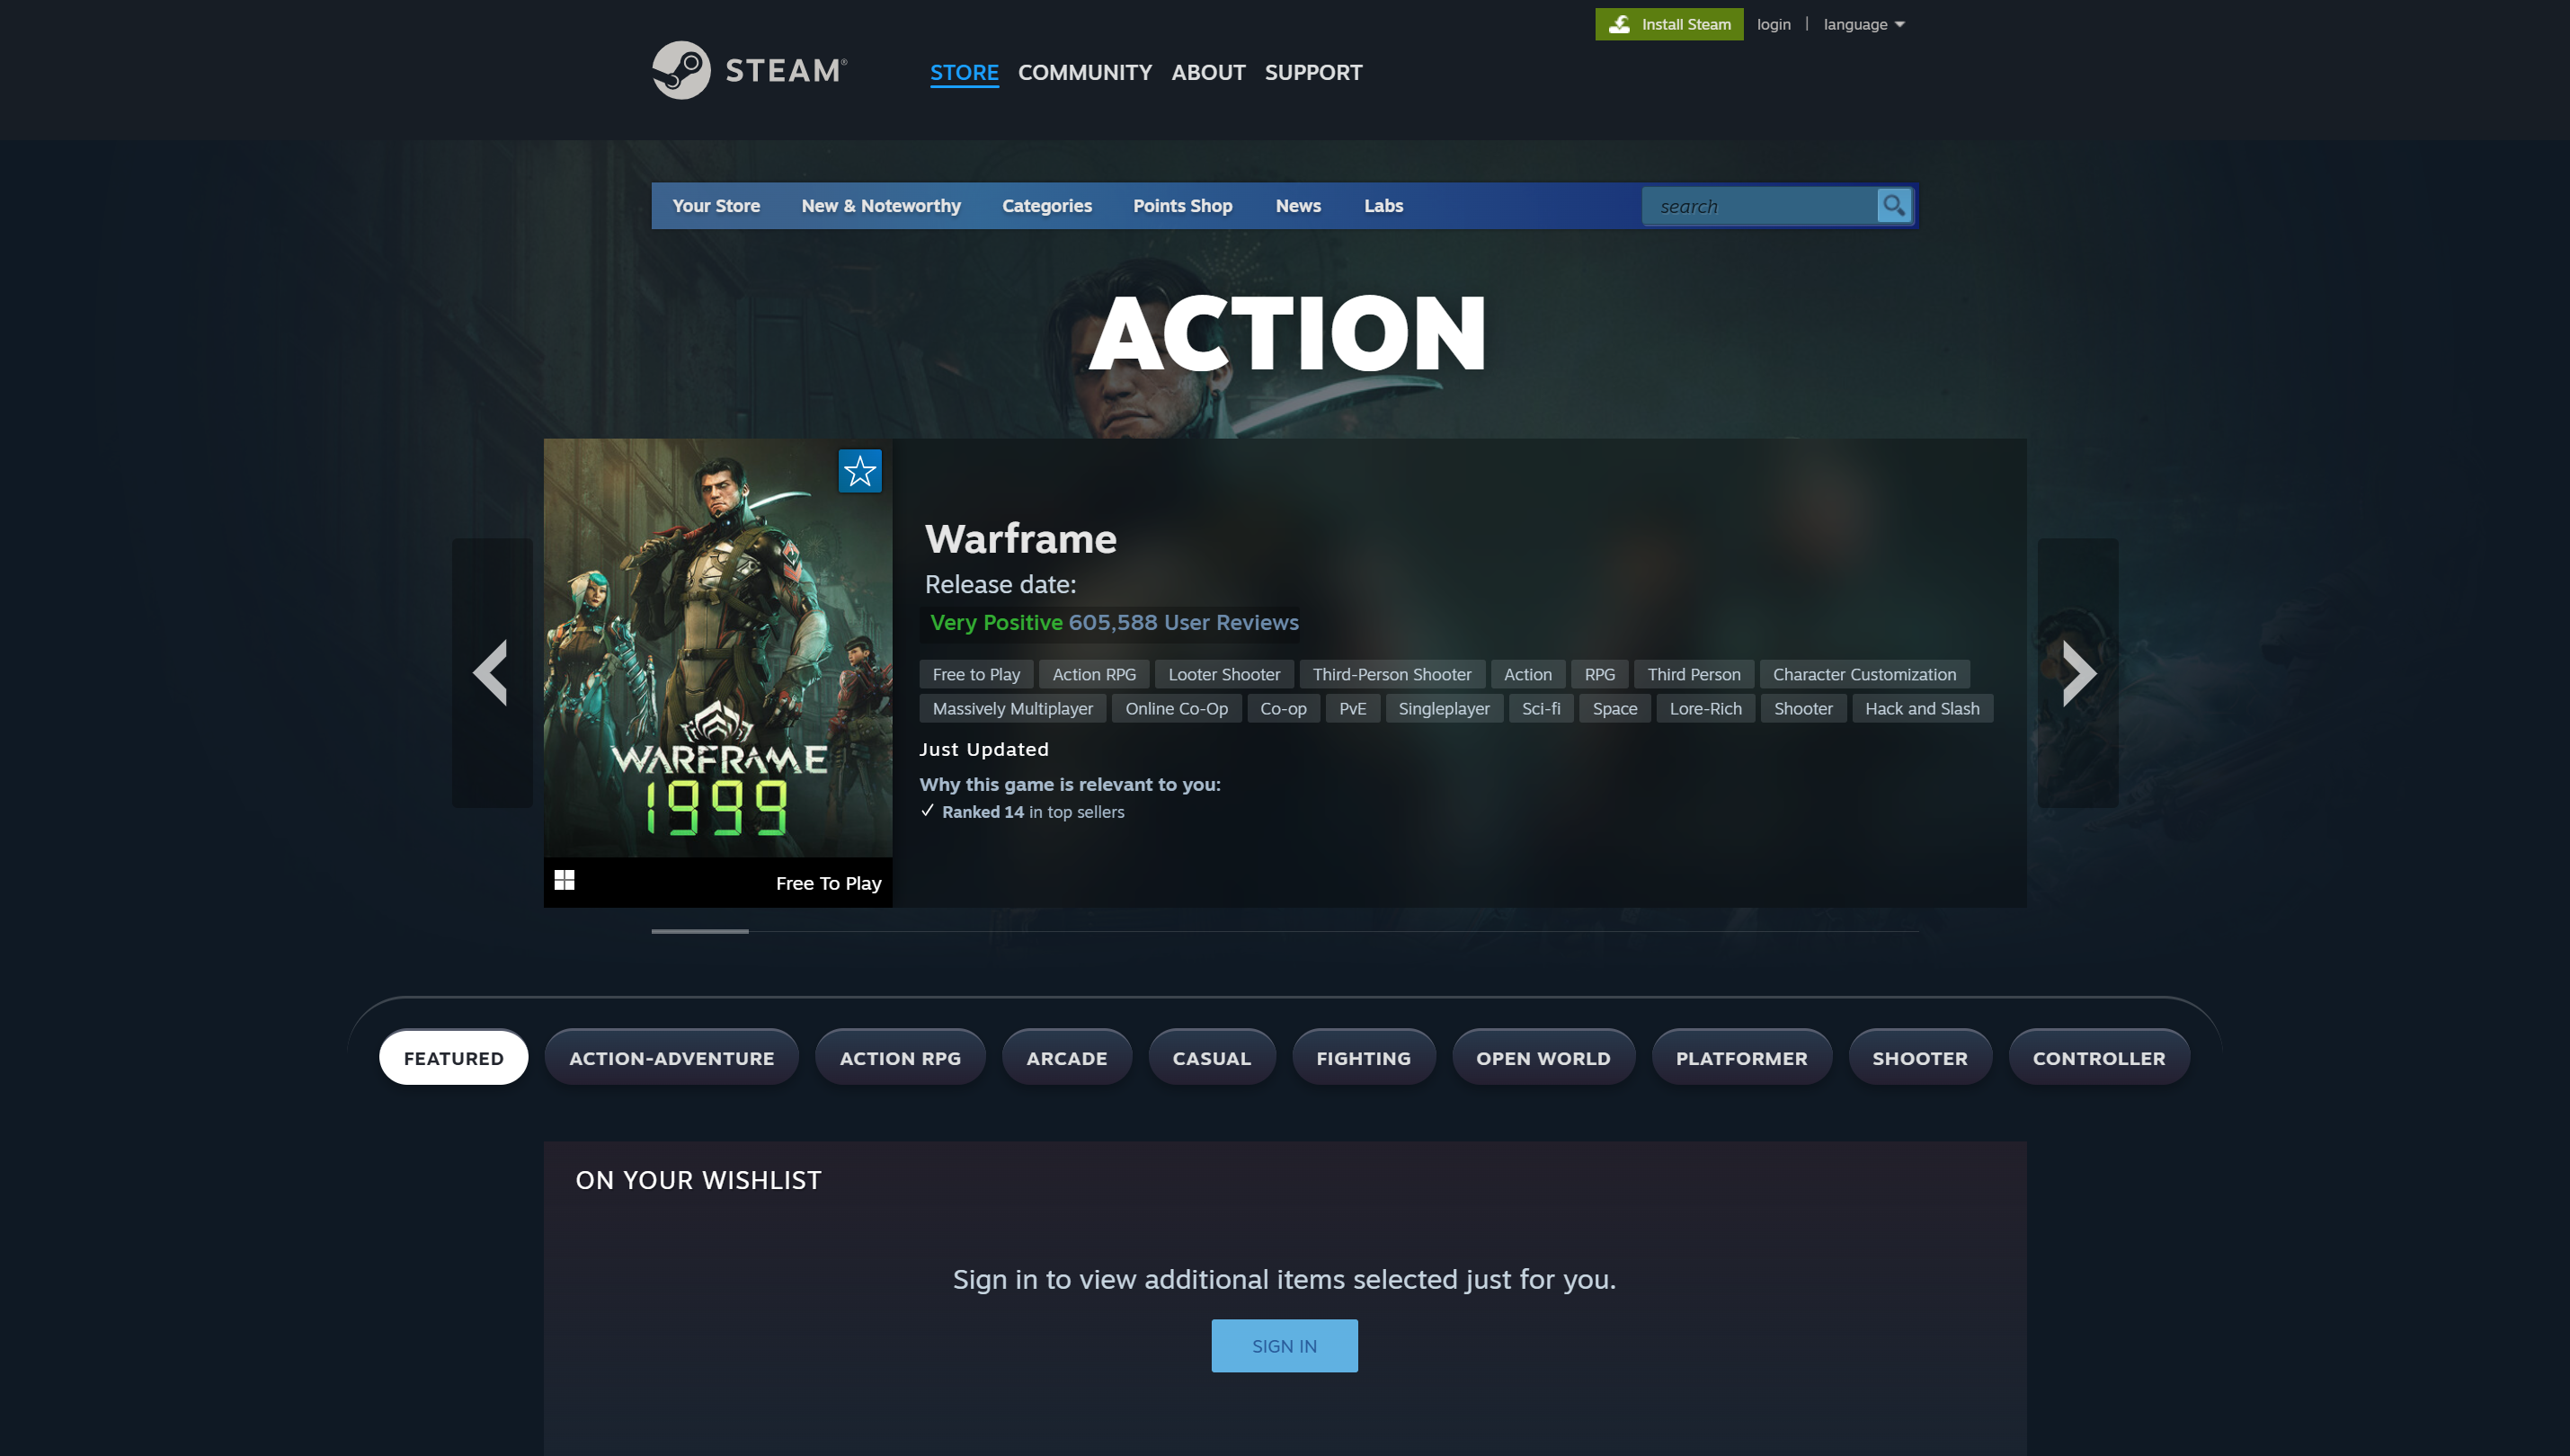 Install Steam login | language
STEAM®
STORE COMMUNITY ABOUT SUPPORT
Your Store New & Noteworthy Categories Points Shop News Labs search
ACTION
Warframe
Release date:
Very Positive 605,588 User Reviews
Free to Play Action RPG Looter Shooter Third-Person Shooter Action RPG Third Person Character Customization
Massively Multiplayer Online Co-Op Co-op PvE Singleplayer Sci-fi Space Lore-Rich Shooter Hack and Slash
Just Updated
Why this game is relevant to you:
Ranked 14 in top sellers
WARFRAME
1999
Free To Play
FEATURED ACTION-ADVENTURE ACTION RPG ARCADE CASUAL FIGHTING OPEN WORLD PLATFORMER SHOOTER CONTROLLER
ON YOUR WISHLIST
Sign in to view additional items selected just for you.
SIGN IN